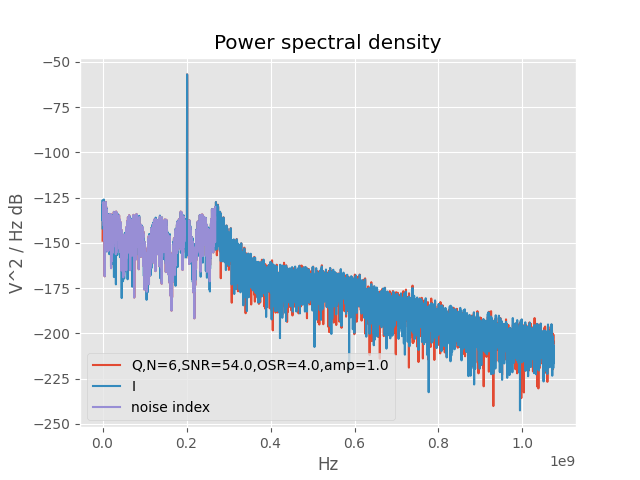 Power spectral density
V^2 / Hz dB
−50
−75
−100
−125
−150
−175
−200
−225
−250
Q,N=6,SNR=54.0,OSR=4.0,amp=1.0
I
noise index
0.0 0.2 0.4 0.6 0.8 1.0
1e9
Hz